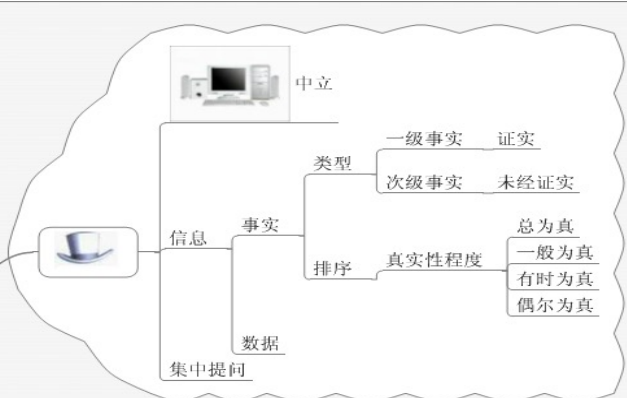 中立
信息
事实
类型
一级事实
证实
次级事实
未经证实
排序
真实性程度
总为真
一般为真
有时为真
偶尔为真
数据
集中提问